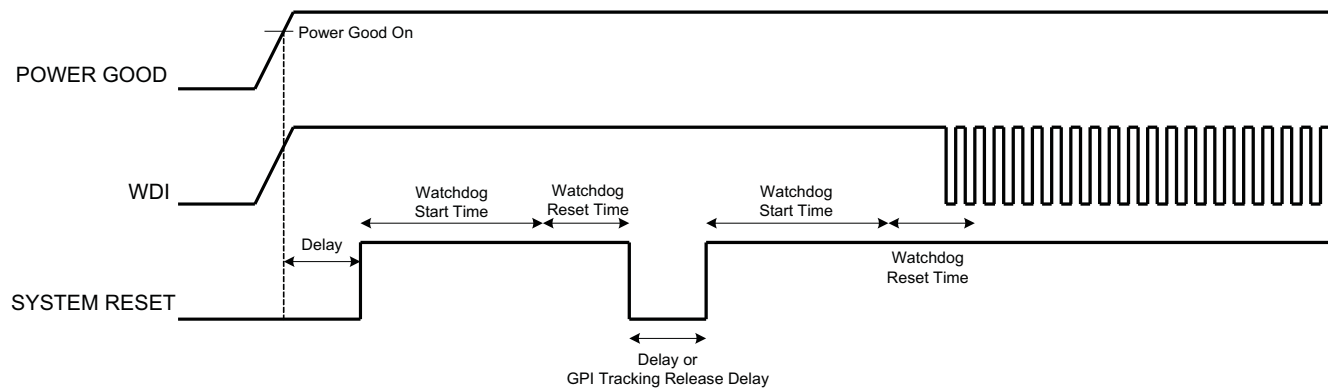 Power Good On
POWER GOOD
WDI
Watchdog
Start Time
Watchdog
Reset Time
Watchdog
Start Time
Delay
Watchdog
Reset Time
SYSTEM RESET
Delay or
GPI Tracking Release Delay